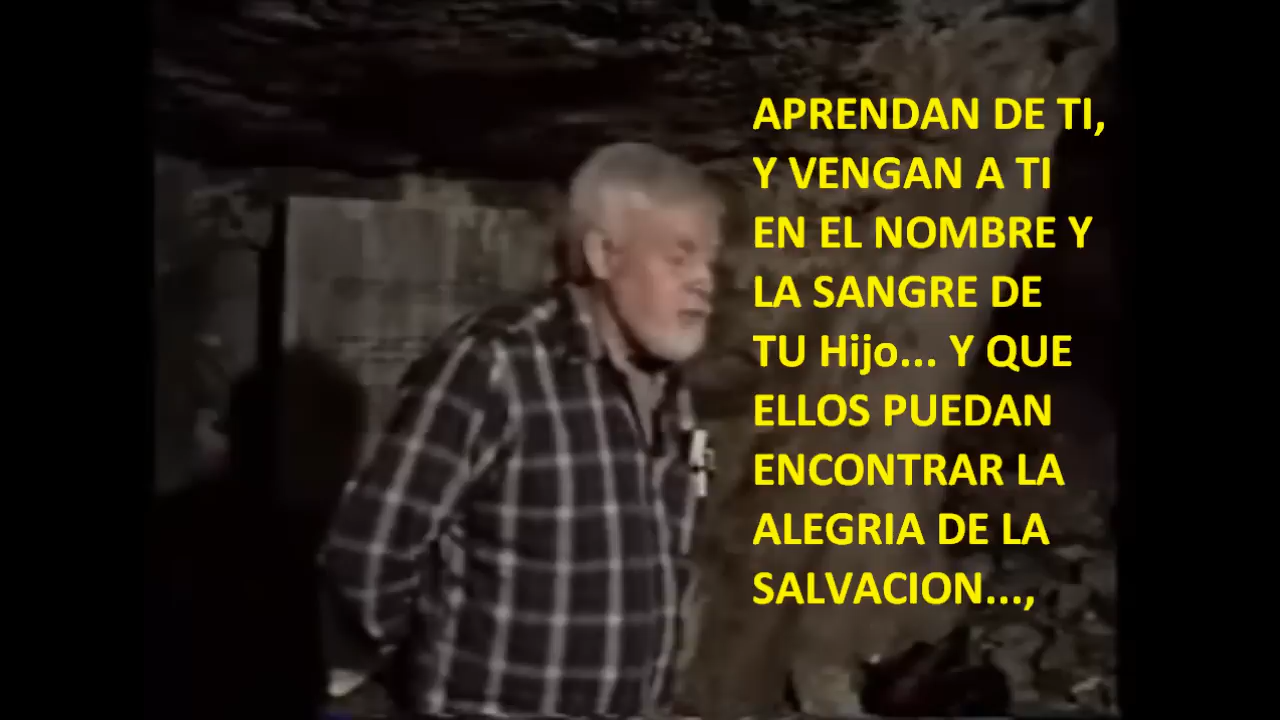 APRENDAN DE TI,
Y VENGAN A TI
EN EL NOMBRE Y
LA SANGRE DE
TU Hijo... Y QUE
ELLOS PUEDAN
ENCONTRAR LA
ALEGRIA DE LA
SALVACION...,